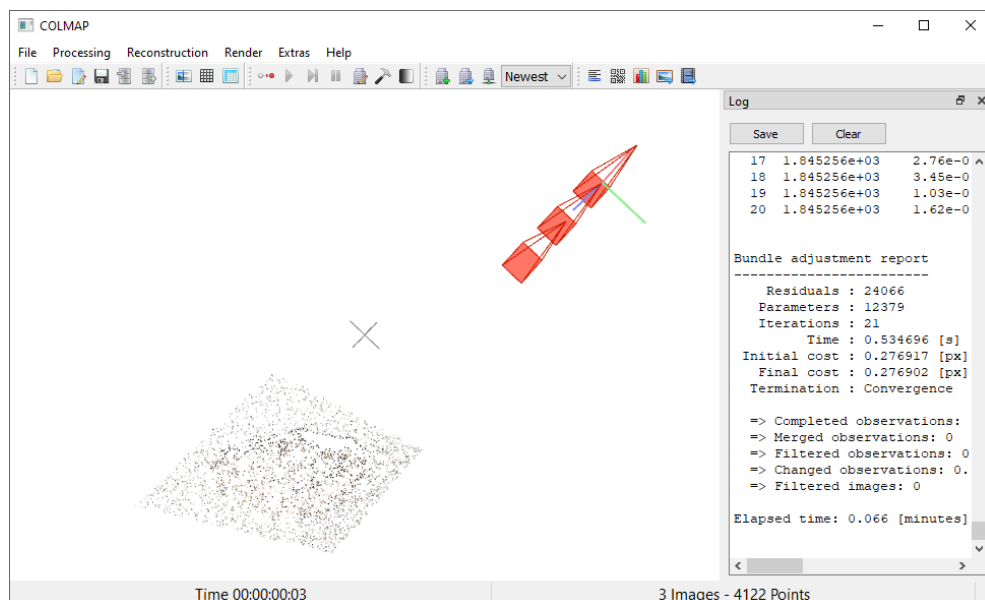 COLMAP
File Processing Reconstruction Render Extras Help
Newest
Log
Save Clear
17 1.845256e+03 2.76e-0
18 1.845256e+03 3.45e-0
19 1.845256e+03 1.03e-0
20 1.845256e+03 1.62e-0
Bundle adjustment report
------------------------
Residuals : 24066
Parameters : 12379
Iterations : 21
Time : 0.534696 [s]
Initial cost : 0.276917 [px]
Final cost : 0.276902 [px]
Termination : Convergence
=> Completed observations:
=> Merged observations: 0
=> Filtered observations: 0
=> Changed observations: 0.
=> Filtered images: 0
Elapsed time: 0.066 [minutes]
Time 00:00:00:03
3 Images - 4122 Points